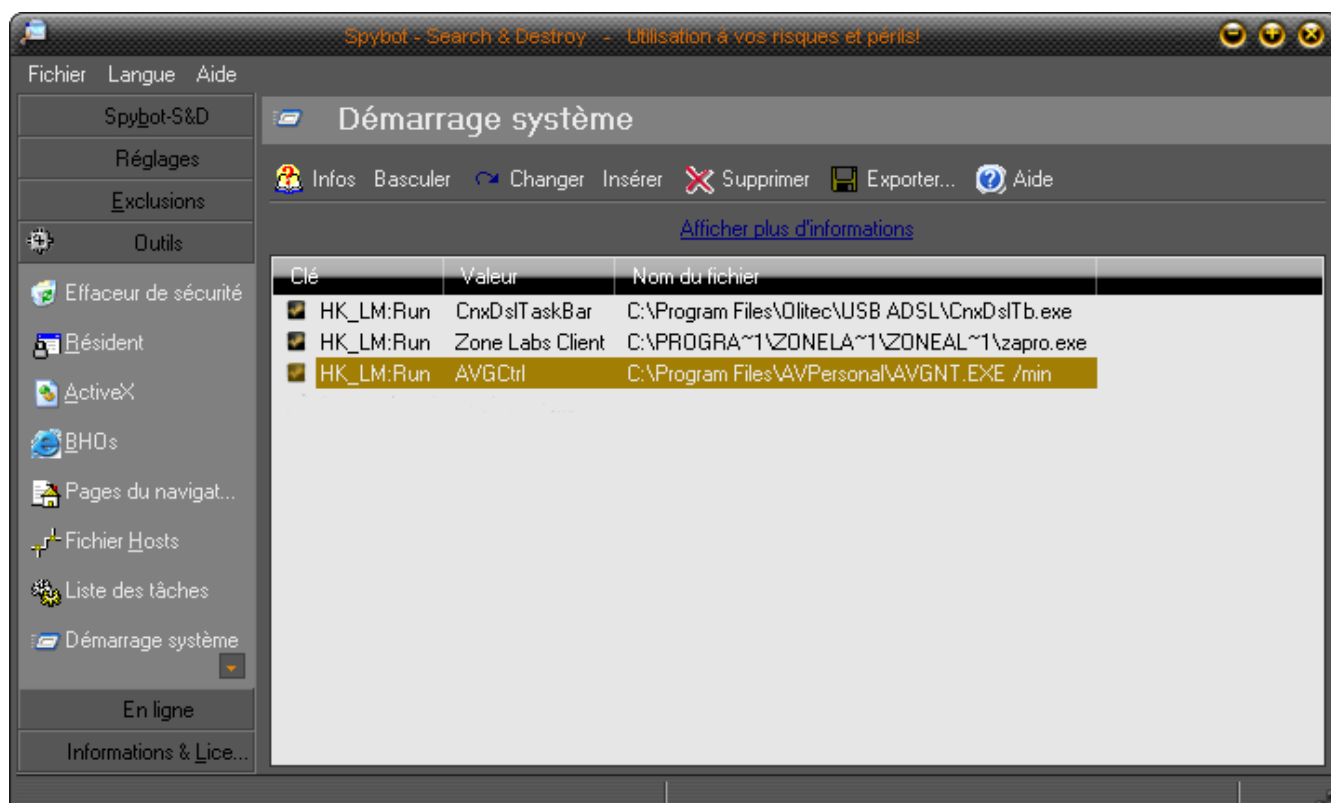 Spybot - Search & Destroy - Utilisation à vos risques et périls!
Fichier Langue Aide
Spybot-S&D
Réglages
Exclusions
Outils
Effaceur de sécurité
Résident
ActiveX
BHOs
Pages du navigat...
Fichier Hosts
Liste des tâches
Démarrage système
En ligne
Informations & Lice...
Démarrage système
Infos Basculer Changer Insérer Supprimer Exporter... Aide
Afficher plus d'informations
Clé Valeur Nom du fichier
HK_LM:Run CnxDslTaskBar C:\Program Files\Olitec\USB ADSL\CnxDslTb.exe
HK_LM:Run Zone Labs Client C:\PROGRA~1\ZONELA~1\ZONEAL~1\zapro.exe
HK_LM:Run AVGCtrl C:\Program Files\AVPersonal\AVGNT.EXE /min